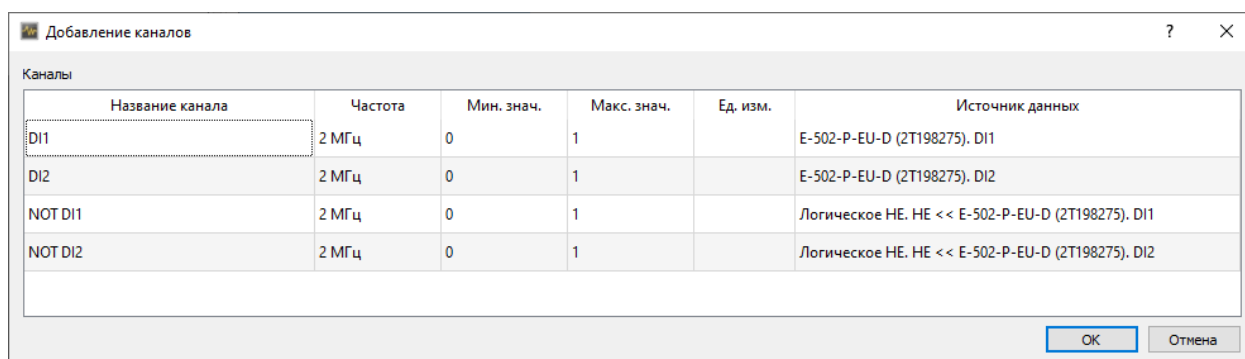 Добавление каналов ? ×
Каналы
Название канала Частота Мин. знач. Макс. знач. Ед. изм. Источник данных
DI1 2 МГц 0 1 E-502-P-EU-D (2T198275). DI1
DI2 2 МГц 0 1 E-502-P-EU-D (2T198275). DI2
NOT DI1 2 МГц 0 1 Логическое НЕ. НЕ << E-502-P-EU-D (2T198275). DI1
NOT DI2 2 МГц 0 1 Логическое НЕ. НЕ << E-502-P-EU-D (2T198275). DI2
OK Отмена